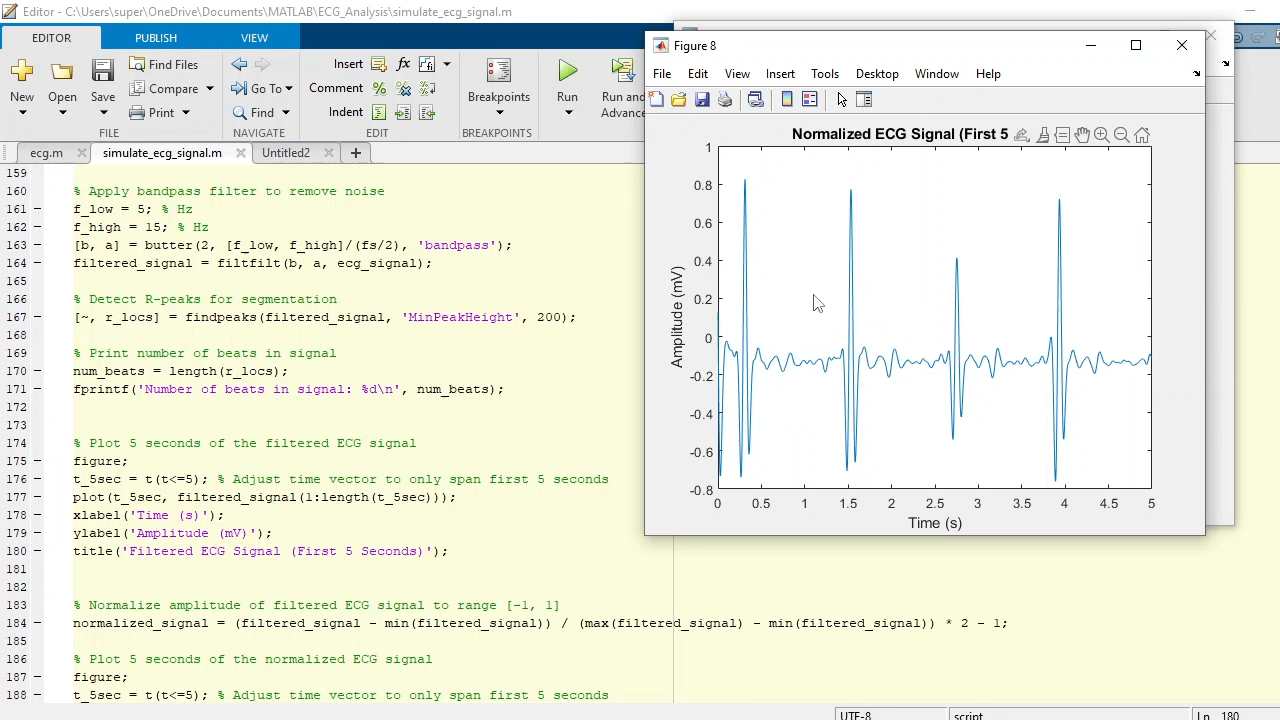 Editor - C:\Users\super\OneDrive\Documents\MATLAB\ECG_Analysis\simulate_ecg_signal.m
EDITOR PUBLISH VIEW
New Open Save Find Files Compare Print
Go To Find
Insert fx
Comment
Indent
Breakpoints Run Run and Advance
FILE NAVIGATE EDIT BREAKPOINTS
ecg.m simulate_ecg_signal.m Untitled2
159
160 % Apply bandpass filter to remove noise
161 f_low = 5; % Hz
162 f_high = 15; % Hz
163 [b, a] = butter(2, [f_low, f_high]/(fs/2), 'bandpass');
164 filtered_signal = filtfilt(b, a, ecg_signal);
165
166 % Detect R-peaks for segmentation
167 [~, r_locs] = findpeaks(filtered_signal, 'MinPeakHeight', 200);
168
169 % Print number of beats in signal
170 num_beats = length(r_locs);
171 fprintf('Number of beats in signal: %d\n', num_beats);
172
173
174 % Plot 5 seconds of the filtered ECG signal
175 figure;
176 t_5sec = t(t<=5); % Adjust time vector to only span first 5 seconds
177 plot(t_5sec, filtered_signal(1:length(t_5sec)));
178 xlabel('Time (s)');
179 ylabel('Amplitude (mV)');
180 title('Filtered ECG Signal (First 5 Seconds)');
181
182
183 % Normalize amplitude of filtered ECG signal to range [-1, 1]
184 normalized_signal = (filtered_signal - min(filtered_signal)) / (max(filtered_signal) - min(filtered_signal)) * 2 - 1;
185
186 % Plot 5 seconds of the normalized ECG signal
187 figure;
188 t_5sec = t(t<=5); % Adjust time vector to only span first 5 seconds
Figure 8
File Edit View Insert Tools Desktop Window Help
Normalized ECG Signal (First 5
1
0.8
0.6
0.4
0.2
0
-0.2
-0.4
-0.6
-0.8
Amplitude (mV)
0 0.5 1 1.5 2 2.5 3 3.5 4 4.5 5
Time (s)
UTF-8 script Ln 180